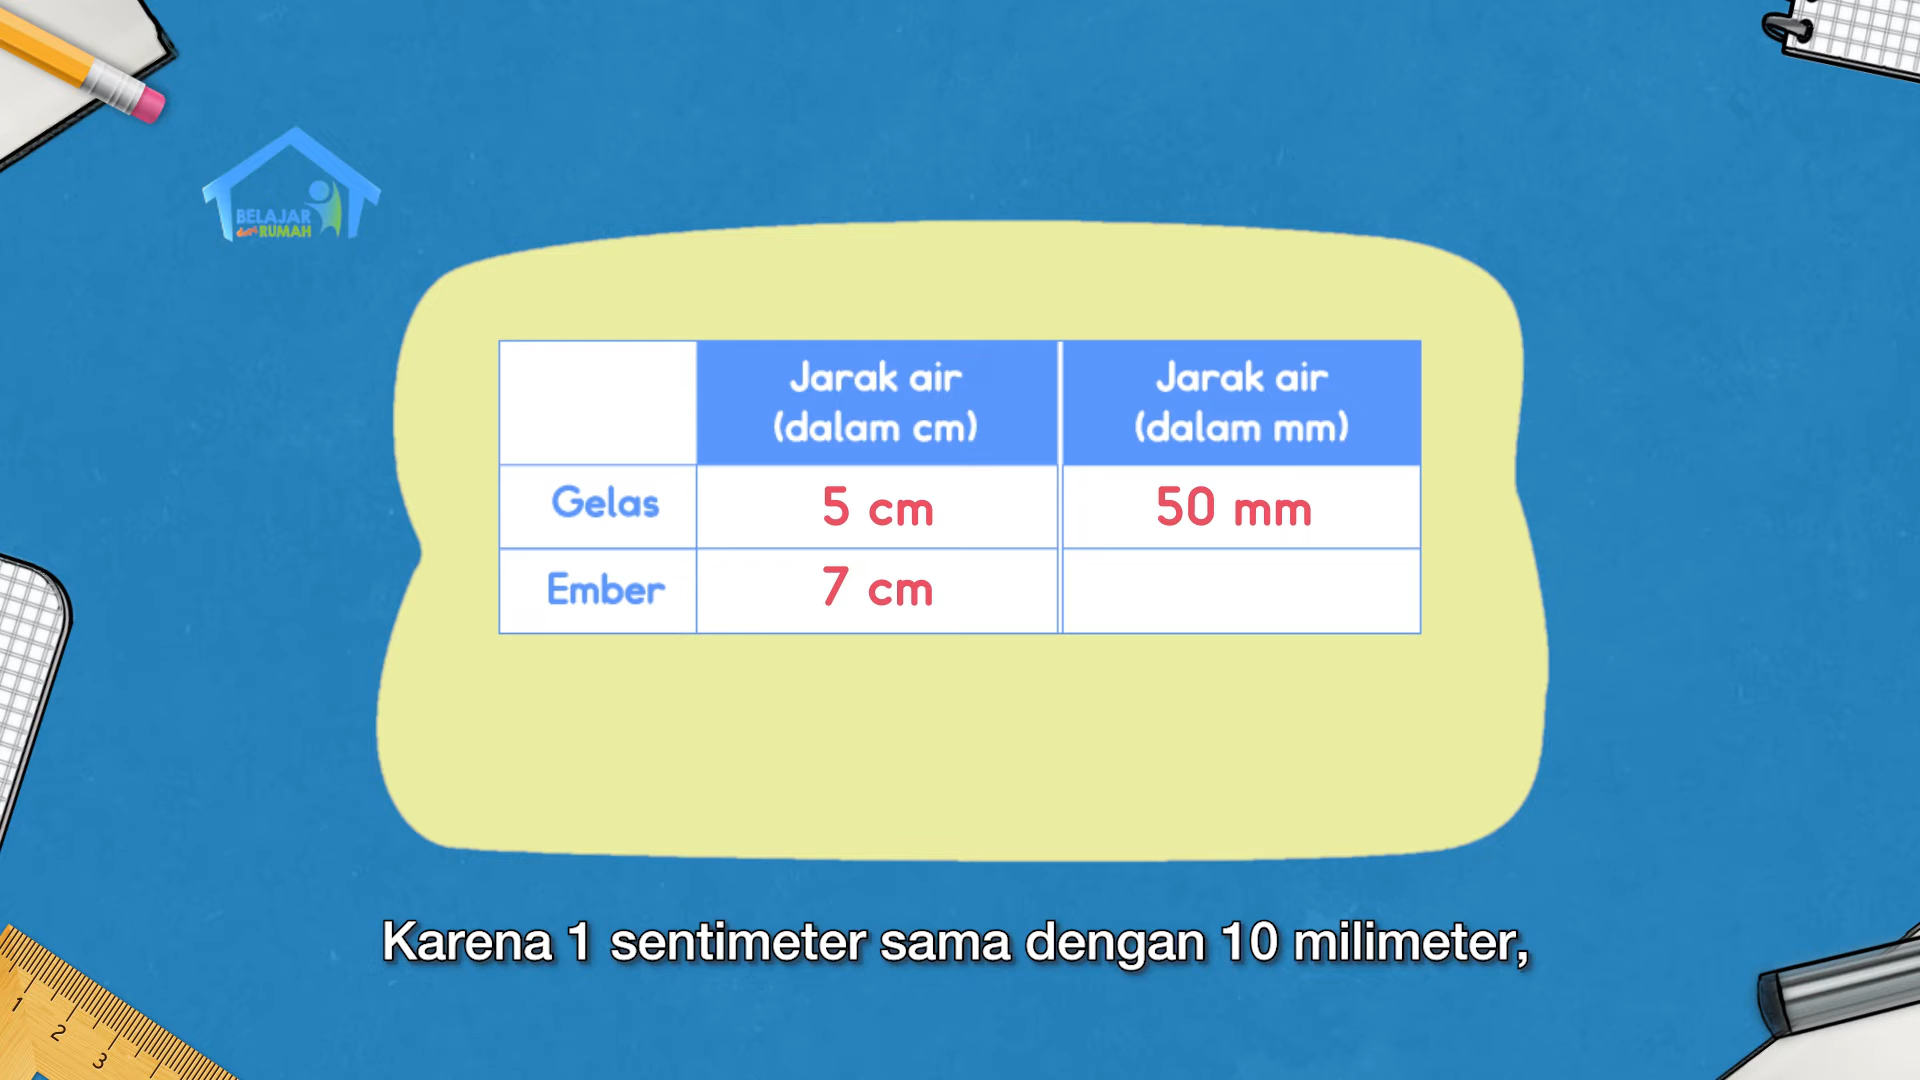 BELAJAR
dari RUMAH
Jarak air
(dalam cm)
Jarak air
(dalam mm)
Gelas
5 cm
50 mm
Ember
7 cm
Karena 1 sentimeter sama dengan 10 milimeter,
1
2
3